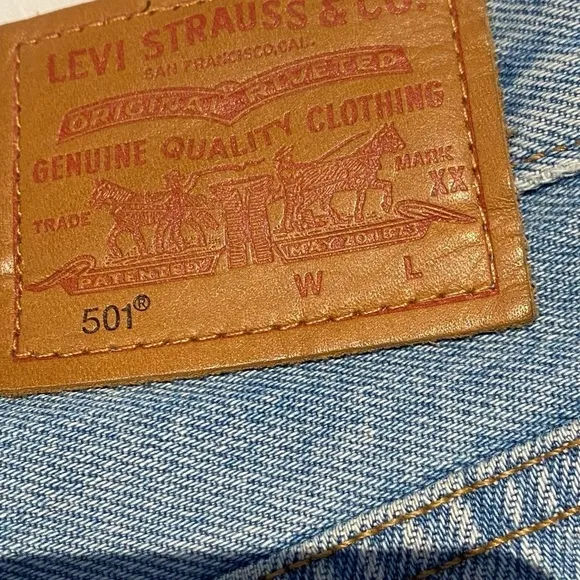 LEVI STRAUSS & CO.
SAN FRANCISCO, CAL.
ORIGINAL RIVETED
GENUINE QUALITY CLOTHING
TRADE MARK
XX
PATENTED MAY 20 1873
501® W L